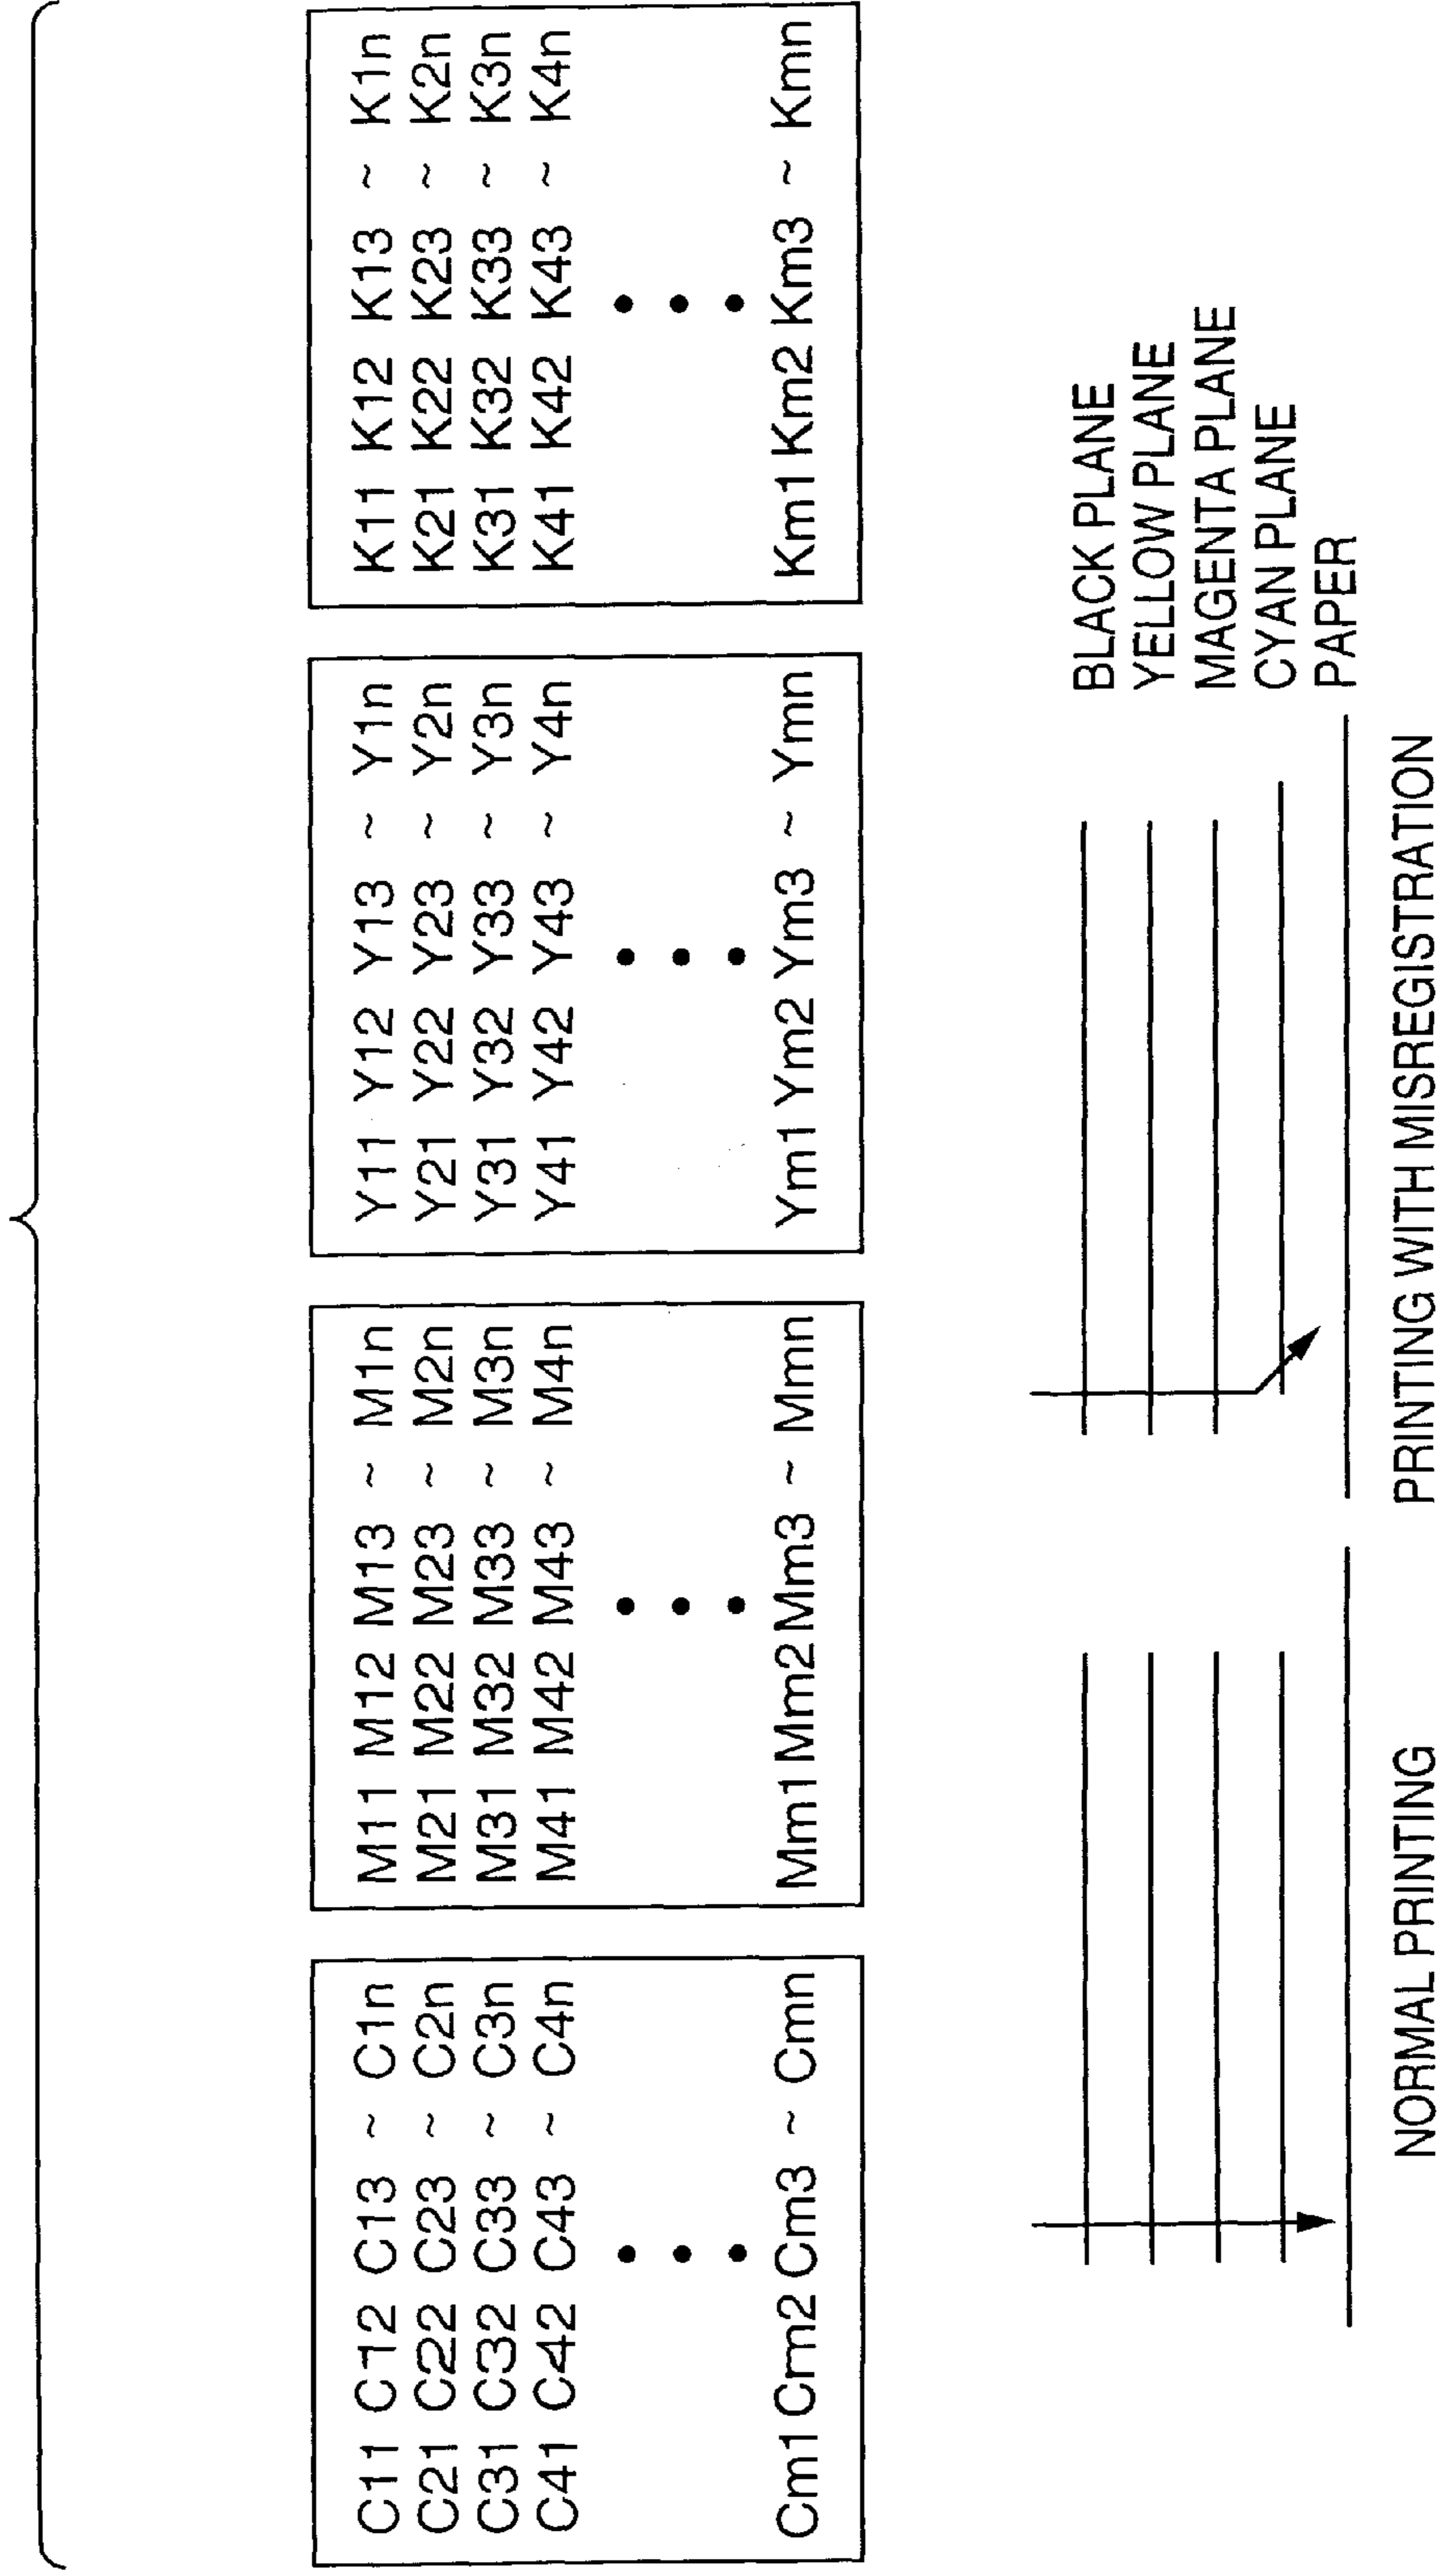 C11 C12 C13 ~ C1n
C21 C22 C23 ~ C2n
C31 C32 C33 ~ C3n
C41 C42 C43 ~ C4n
Cm1 Cm2 Cm3 ~ Cmn
M11 M12 M13 ~ M1n
M21 M22 M23 ~ M2n
M31 M32 M33 ~ M3n
M41 M42 M43 ~ M4n
Mm1 Mm2 Mm3 ~ Mmn
Y11 Y12 Y13 ~ Y1n
Y21 Y22 Y23 ~ Y2n
Y31 Y32 Y33 ~ Y3n
Y41 Y42 Y43 ~ Y4n
Ym1 Ym2 Ym3 ~ Ymn
K11 K12 K13 ~ K1n
K21 K22 K23 ~ K2n
K31 K32 K33 ~ K3n
K41 K42 K43 ~ K4n
Km1 Km2 Km3 ~ Kmn
BLACK PLANE
YELLOW PLANE
MAGENTA PLANE
CYAN PLANE
PAPER
NORMAL PRINTING
PRINTING WITH MISREGISTRATION